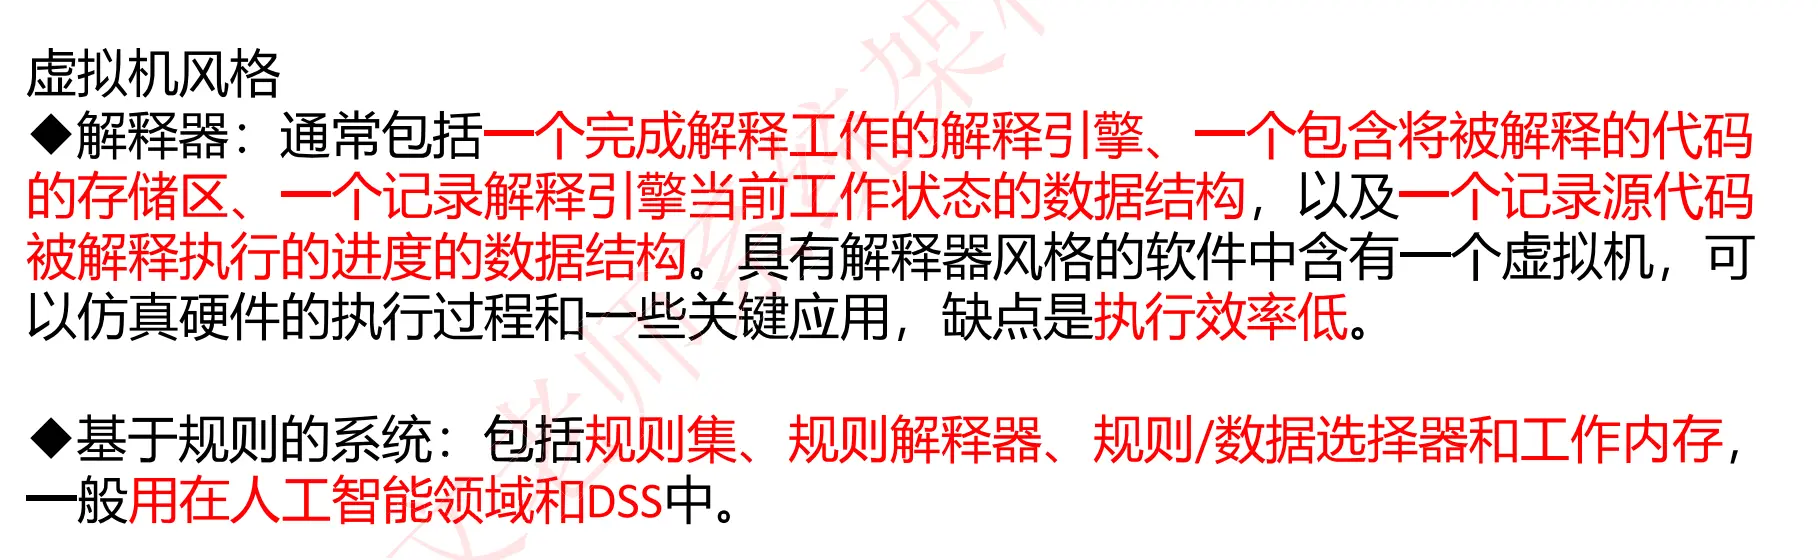 虚拟机风格
◆解释器：通常包括一个完成解释工作的解释引擎、一个包含将被解释的代码
的存储区、一个记录解释引擎当前工作状态的数据结构，以及一个记录源代码
被解释执行的进度的数据结构。具有解释器风格的软件中含有一个虚拟机，可
以仿真硬件的执行过程和一些关键应用，缺点是执行效率低。
◆基于规则的系统：包括规则集、规则解释器、规则/数据选择器和工作内存，
一般用在人工智能领域和DSS中。
文老师系统架构